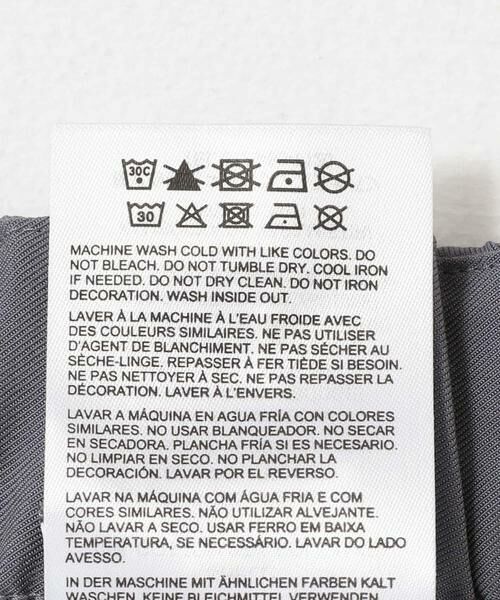 30C
30
MACHINE WASH COLD WITH LIKE COLORS. DO
NOT BLEACH. DO NOT TUMBLE DRY. COOL IRON
IF NEEDED. DO NOT DRY CLEAN. DO NOT IRON
DECORATION. WASH INSIDE OUT.
LAVER À LA MACHINE À L'EAU FROIDE AVEC
DES COULEURS SIMILAIRES. NE PAS UTILISER
D'AGENT DE BLANCHIMENT. NE PAS SÉCHER AU
SÈCHE-LINGE. REPASSER À FER TIÈDE SI BESOIN.
NE PAS NETTOYER À SEC. NE PAS REPASSER LA
DÉCORATION. LAVER À L'ENVERS.
LAVAR A MÁQUINA EN AGUA FRÍA CON COLORES
SIMILARES. NO USAR BLANQUEADOR. NO SECAR
EN SECADORA. PLANCHA FRÍA SI ES NECESARIO.
NO LIMPIAR EN SECO. NO PLANCHAR LA
DECORACIÓN. LAVAR POR EL REVERSO.
LAVAR NA MÁQUINA COM ÁGUA FRIA E COM
CORES SIMILARES. NÃO UTILIZAR ALVEJANTE.
NÃO LAVAR A SECO. USAR FERRO EM BAIXA
TEMPERATURA, SE NECESSÁRIO. LAVAR DO LADO
AVESSO.
IN DER MASCHINE MIT ÄHNLICHEN FARBEN KALT
WASCHEN. KEINE BLEICHMITTEL VERWENDEN